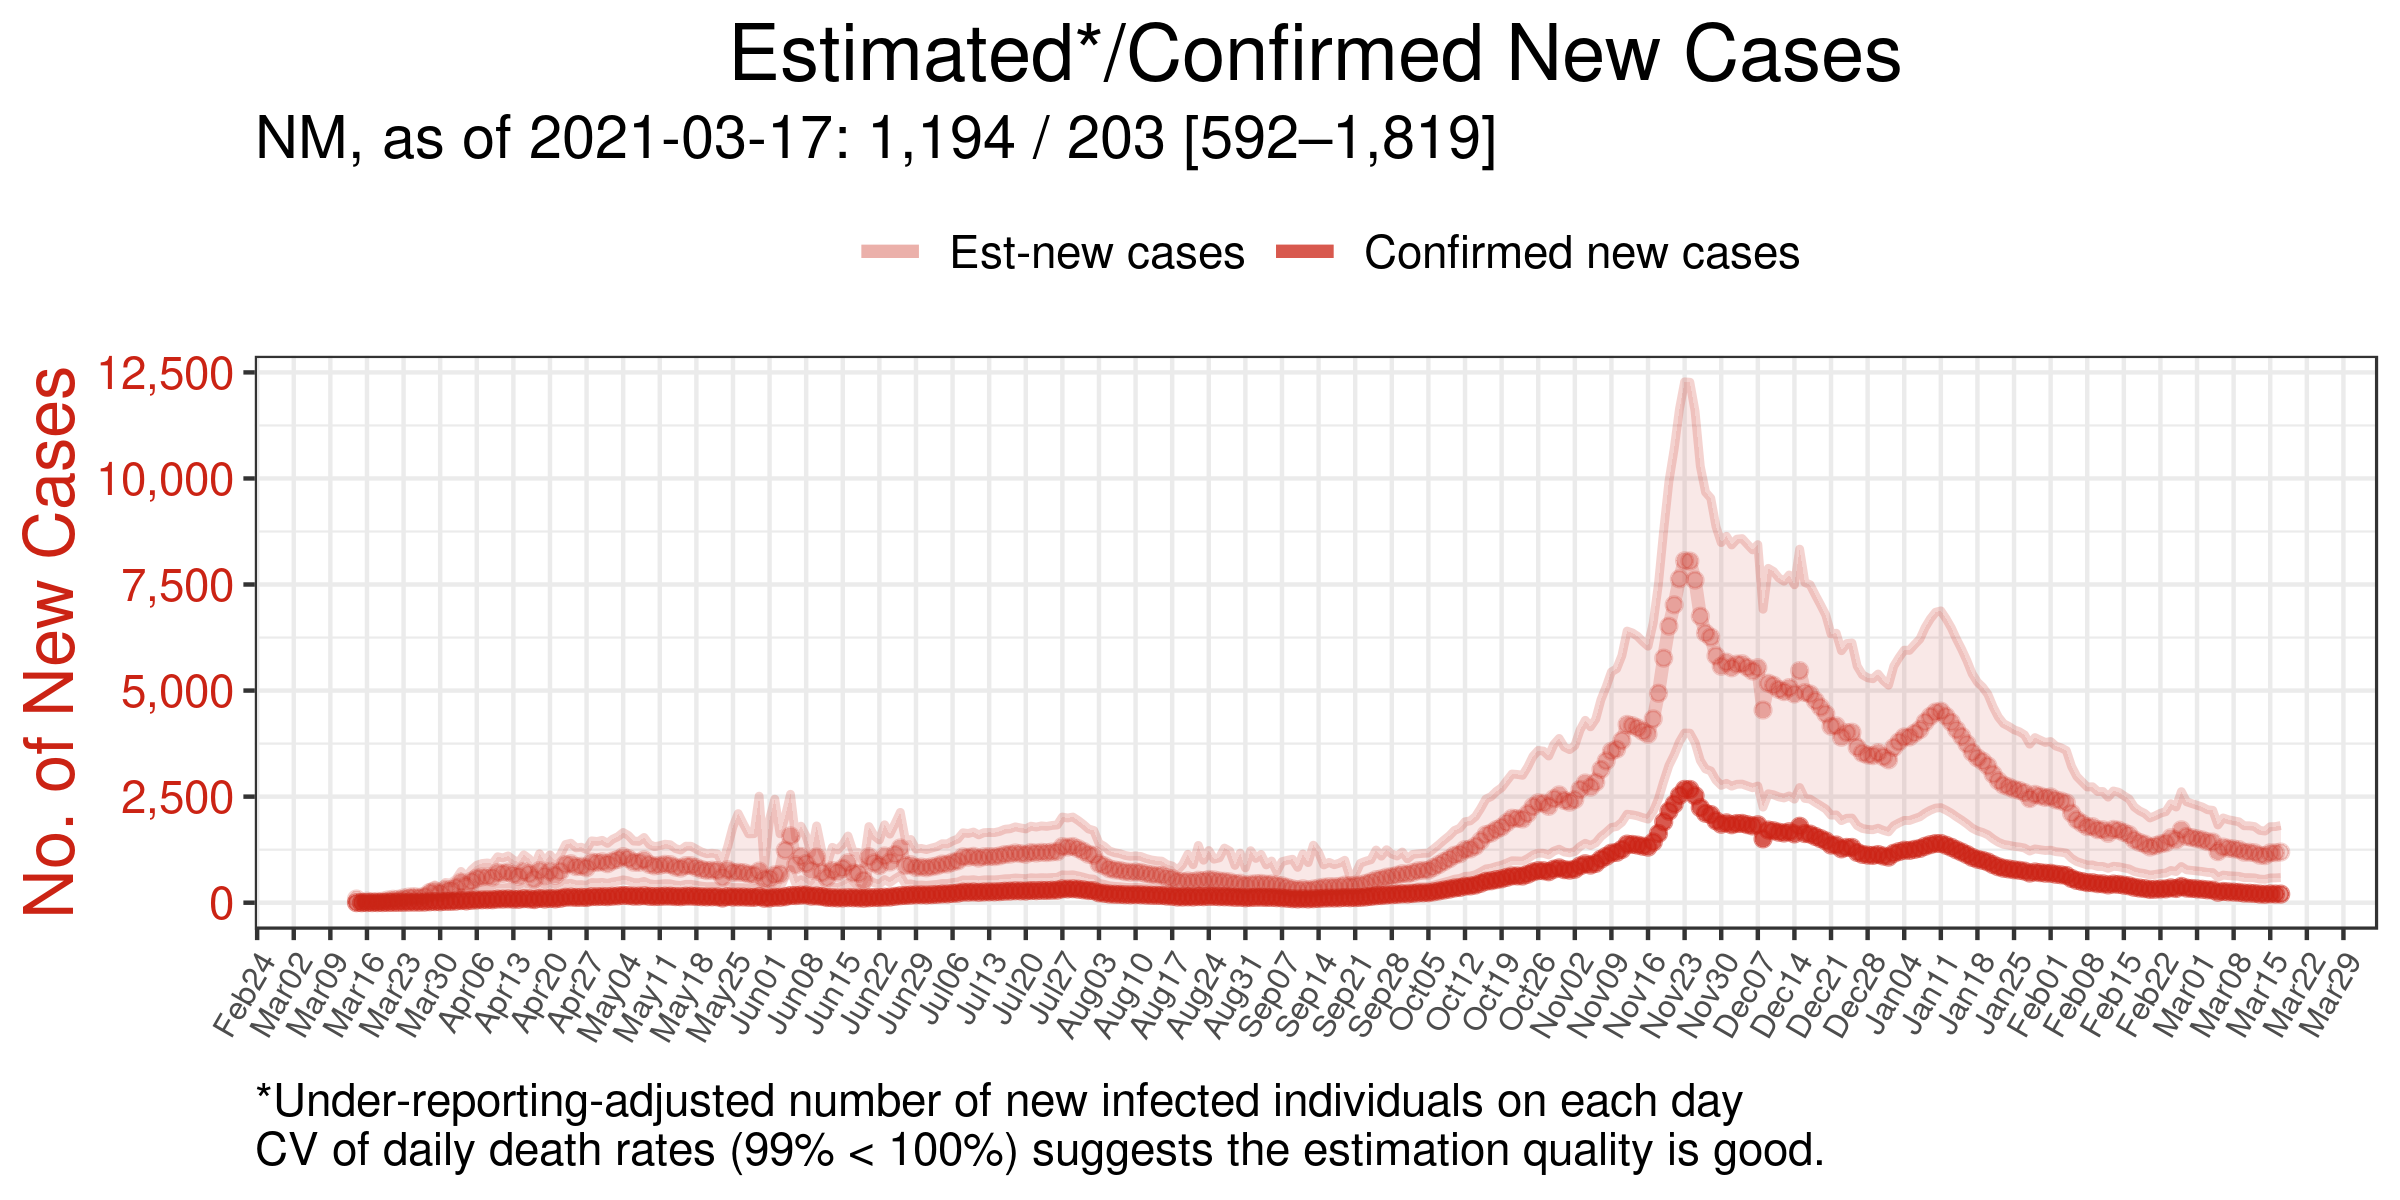 Estimated*/Confirmed New Cases
NM, as of 2021-03-17: 1,194 / 203 [592–1,819]
Est-new cases Confirmed new cases
No. of New Cases
12,500
10,000
7,500
5,000
2,500
0
Feb24 Mar02 Mar09 Mar16 Mar23 Mar30 Apr06 Apr13 Apr20 Apr27 May04 May11 May18 May25 Jun01 Jun08 Jun15 Jun22 Jun29 Jul06 Jul13 Jul20 Jul27 Aug03 Aug10 Aug17 Aug24 Aug31 Sep07 Sep14 Sep21 Sep28 Oct05 Oct12 Oct19 Oct26 Nov02 Nov09 Nov16 Nov23 Nov30 Dec07 Dec14 Dec21 Dec28 Jan04 Jan11 Jan18 Jan25 Feb01 Feb08 Feb15 Feb22 Mar01 Mar08 Mar15 Mar22 Mar29
*Under-reporting-adjusted number of new infected individuals on each day
CV of daily death rates (99% < 100%) suggests the estimation quality is good.